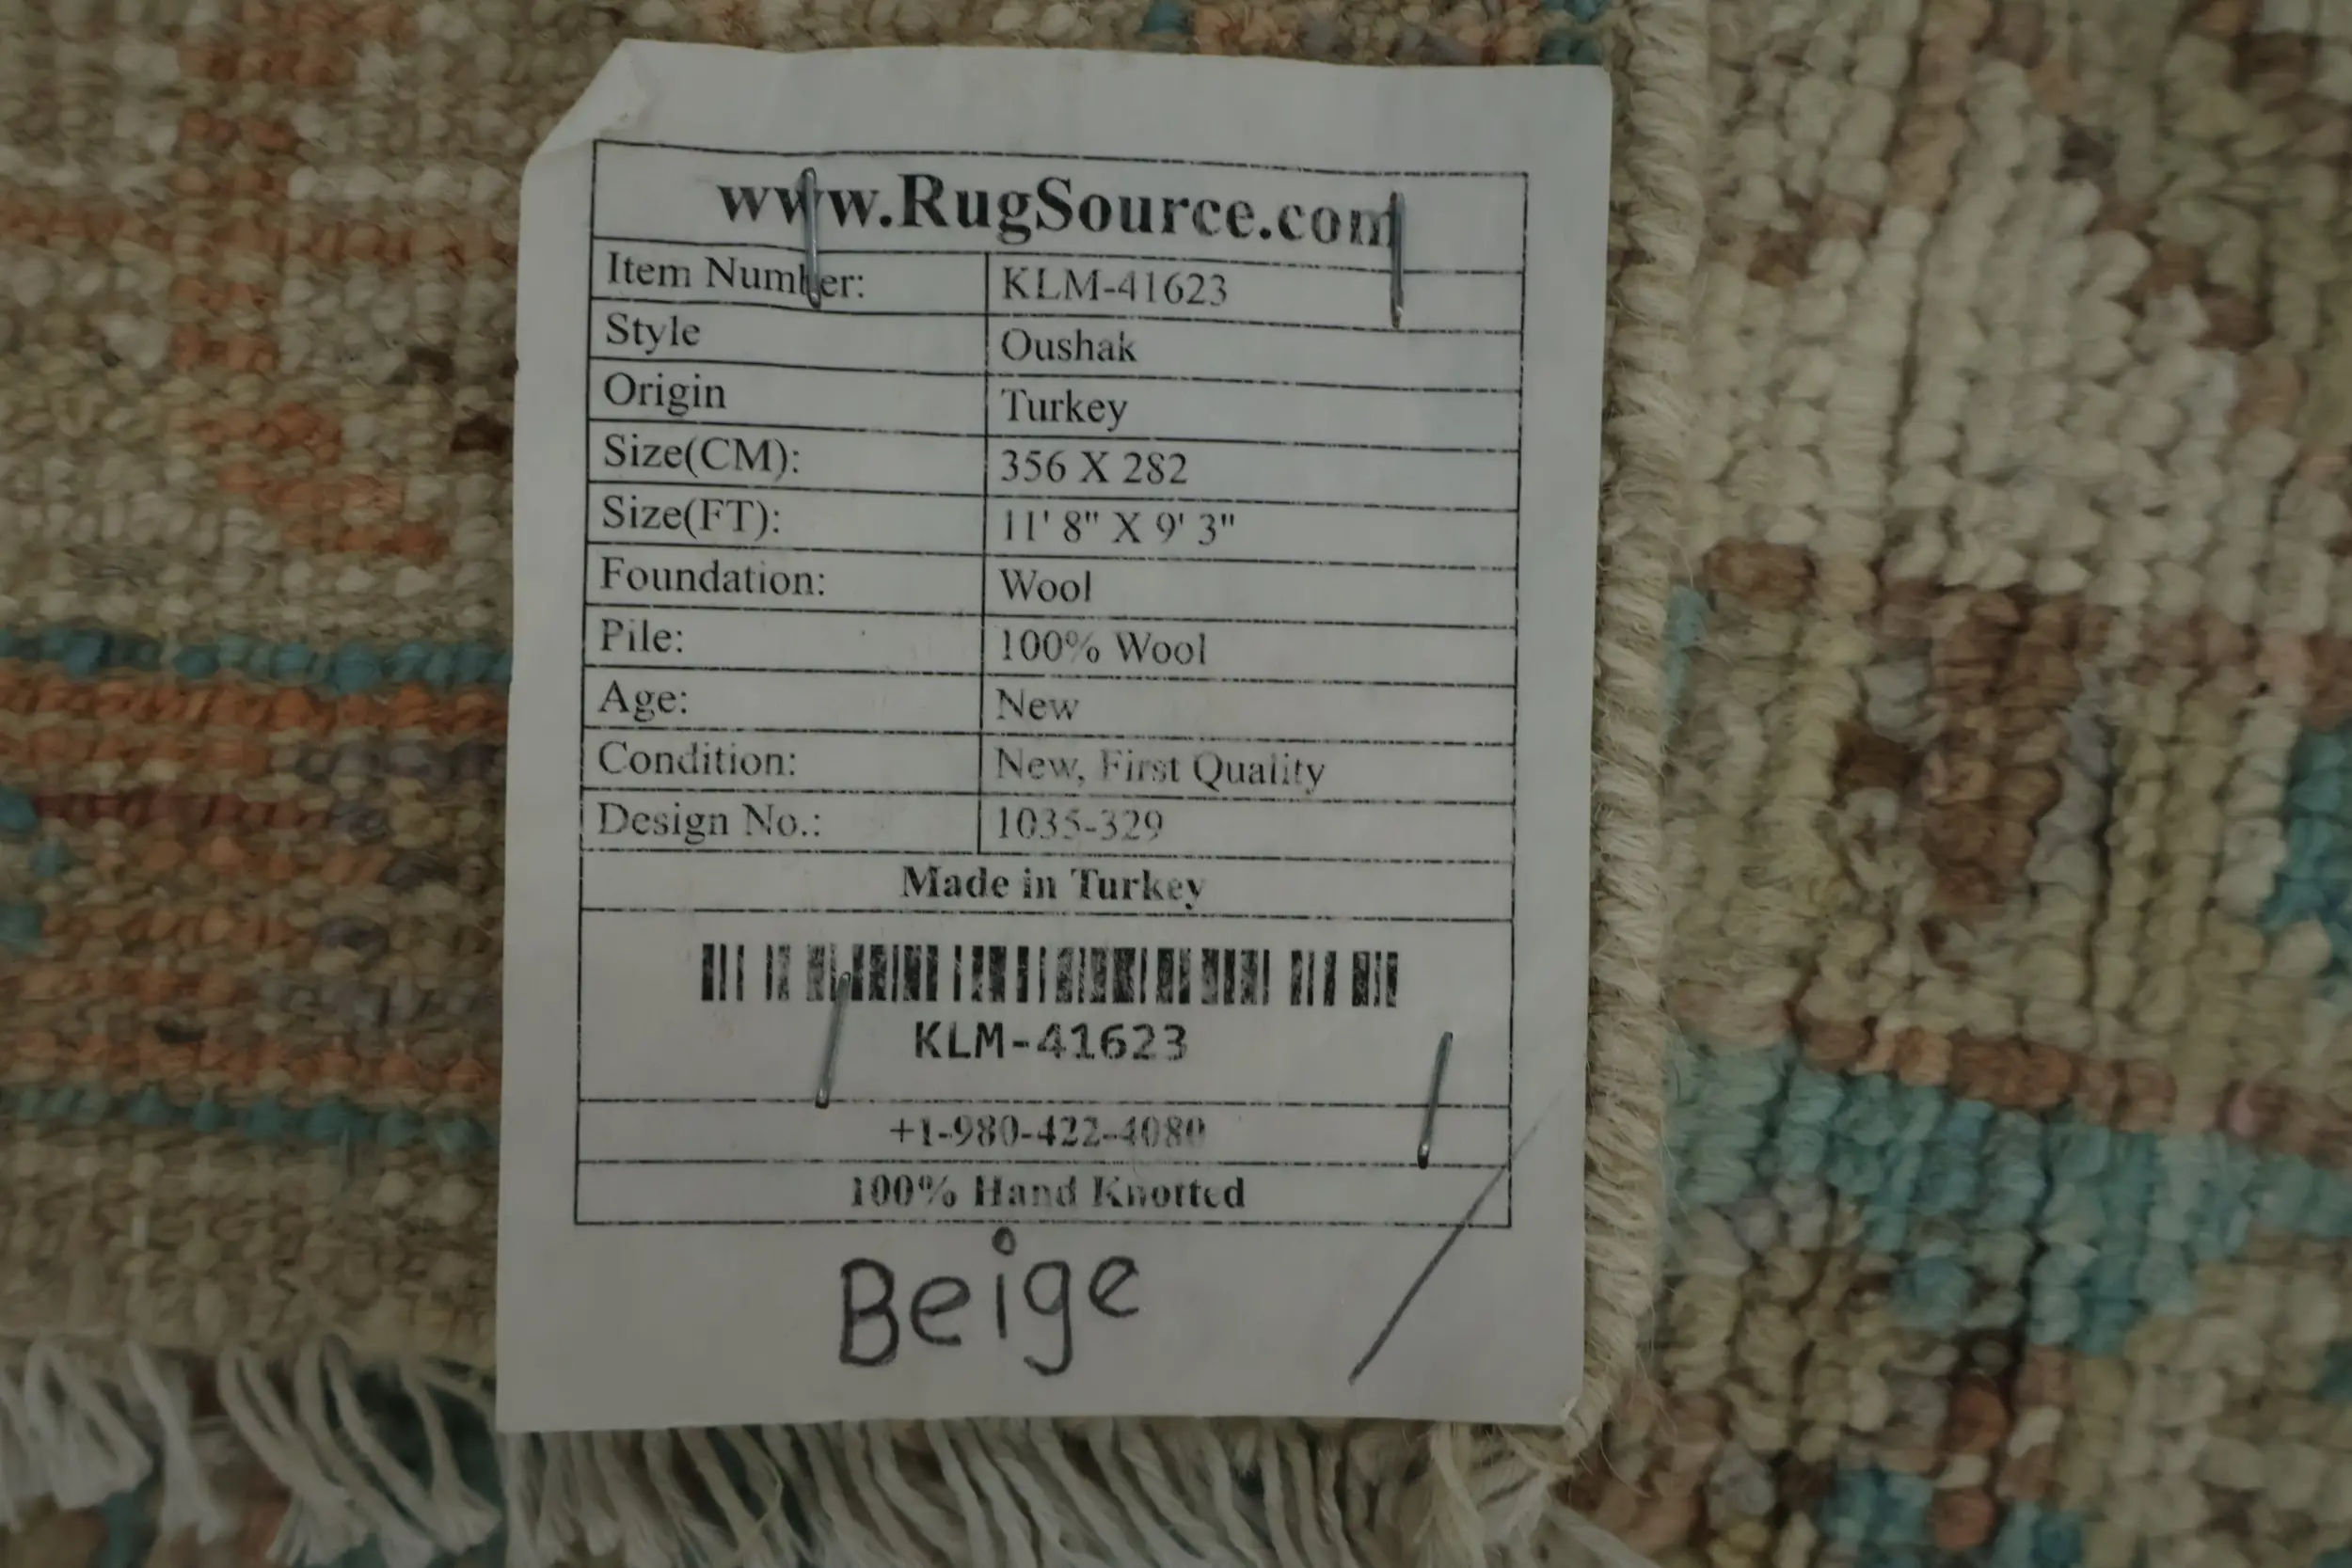 www.RugSource.com
Item Number: KLM-41623
Style Oushak
Origin Turkey
Size(CM): 356 X 282
Size(FT): 11' 8" X 9' 3"
Foundation: Wool
Pile: 100% Wool
Age: New
Condition: New, First Quality
Design No.: 1035-329
Made in Turkey
KLM-41623
+1-980-422-4080
100% Hand Knotted
Beige